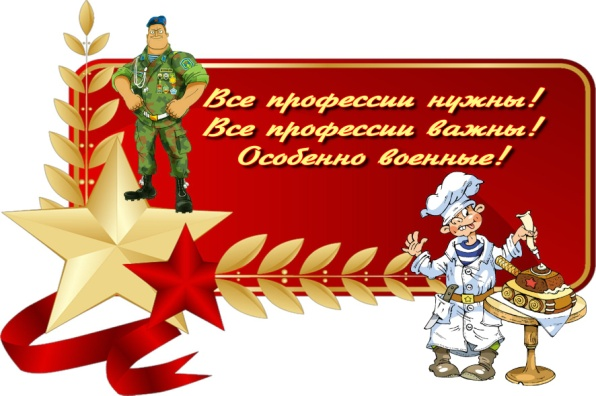 Все профессии нужны!
Все профессии важны!
Особенно военные!